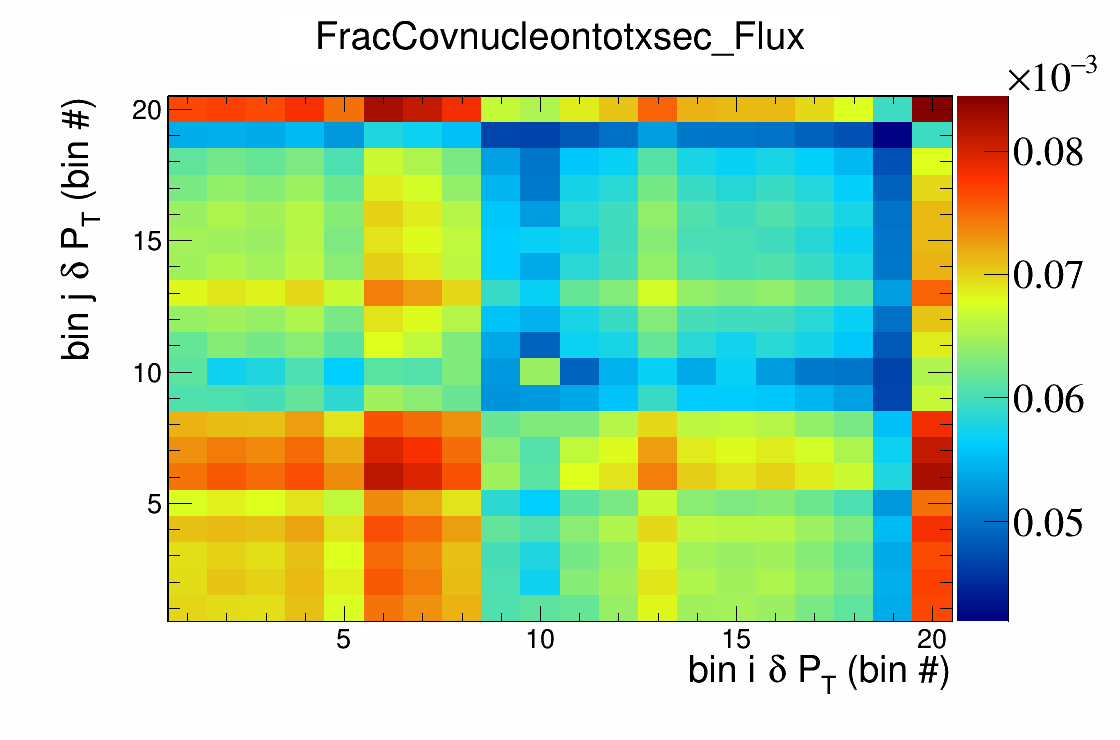 FracCovnucleontotxsec_Flux
×10⁻³
bin j δ P_T (bin #)
20
15
10
5
5 10 15 20
bin i δ P_T (bin #)
0.08
0.07
0.06
0.05